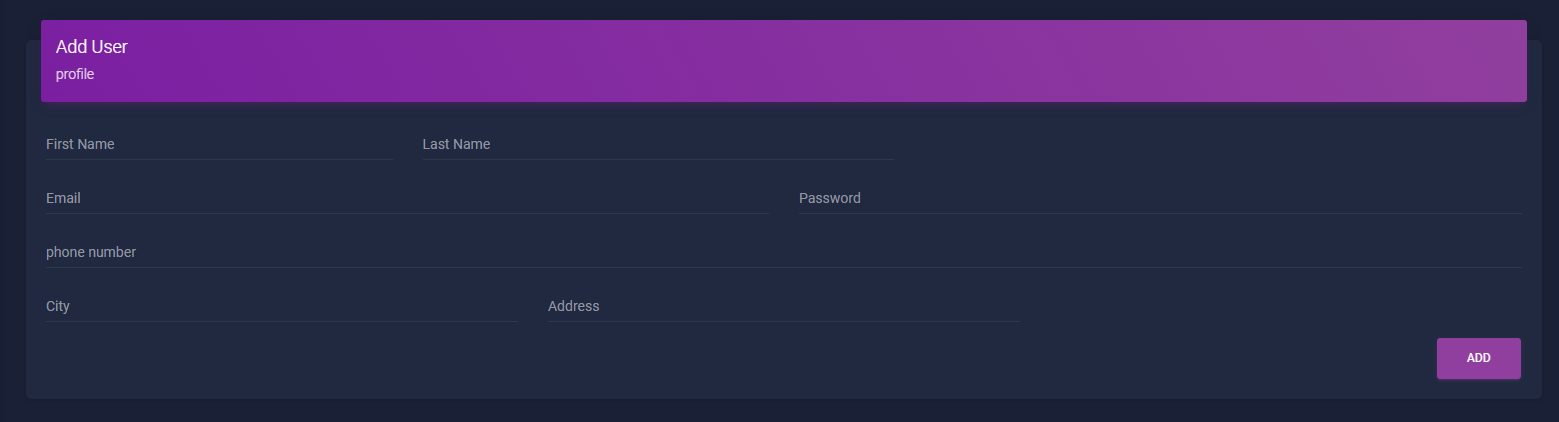 Add User
profile
First Name Last Name
Email Password
phone number
City Address
ADD